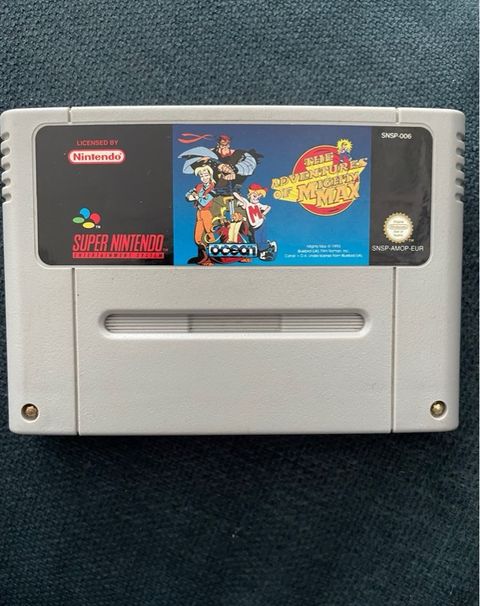 LICENSED BY
Nintendo
SUPER NINTENDO
ENTERTAINMENT SYSTEM
THE
ADVENTURES
OF MIGHTY
MAX
M
ocean
SNSP-006
SNSP-AMOP-EUR